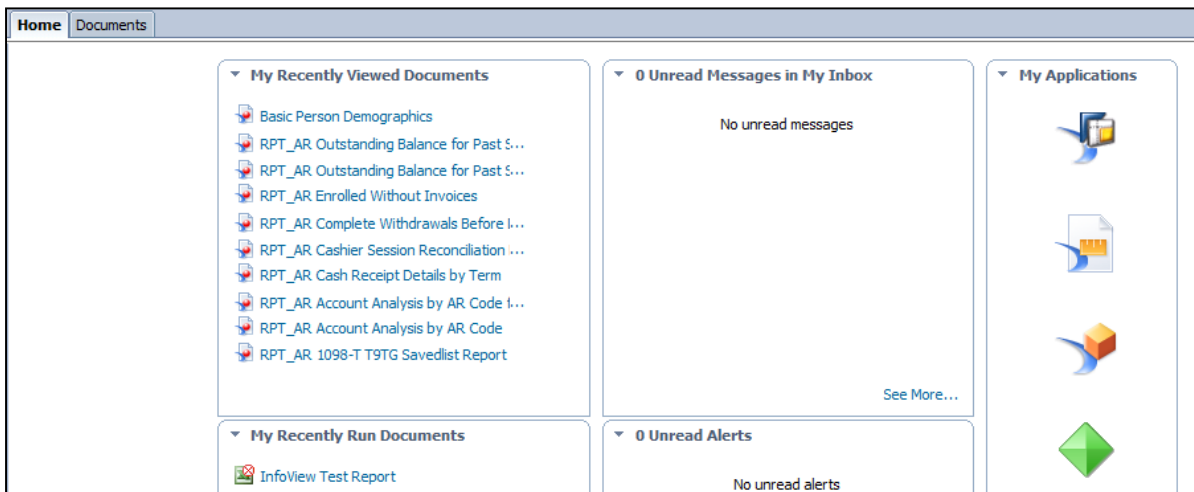 Home Documents
My Recently Viewed Documents
Basic Person Demographics
RPT_AR Outstanding Balance for Past S...
RPT_AR Outstanding Balance for Past S...
RPT_AR Enrolled Without Invoices
RPT_AR Complete Withdrawals Before I...
RPT_AR Cashier Session Reconciliation ...
RPT_AR Cash Receipt Details by Term
RPT_AR Account Analysis by AR Code f...
RPT_AR Account Analysis by AR Code
RPT_AR 1098-T T9TG Savedlist Report
My Recently Run Documents
InfoView Test Report
0 Unread Messages in My Inbox
No unread messages
See More...
0 Unread Alerts
No unread alerts
My Applications